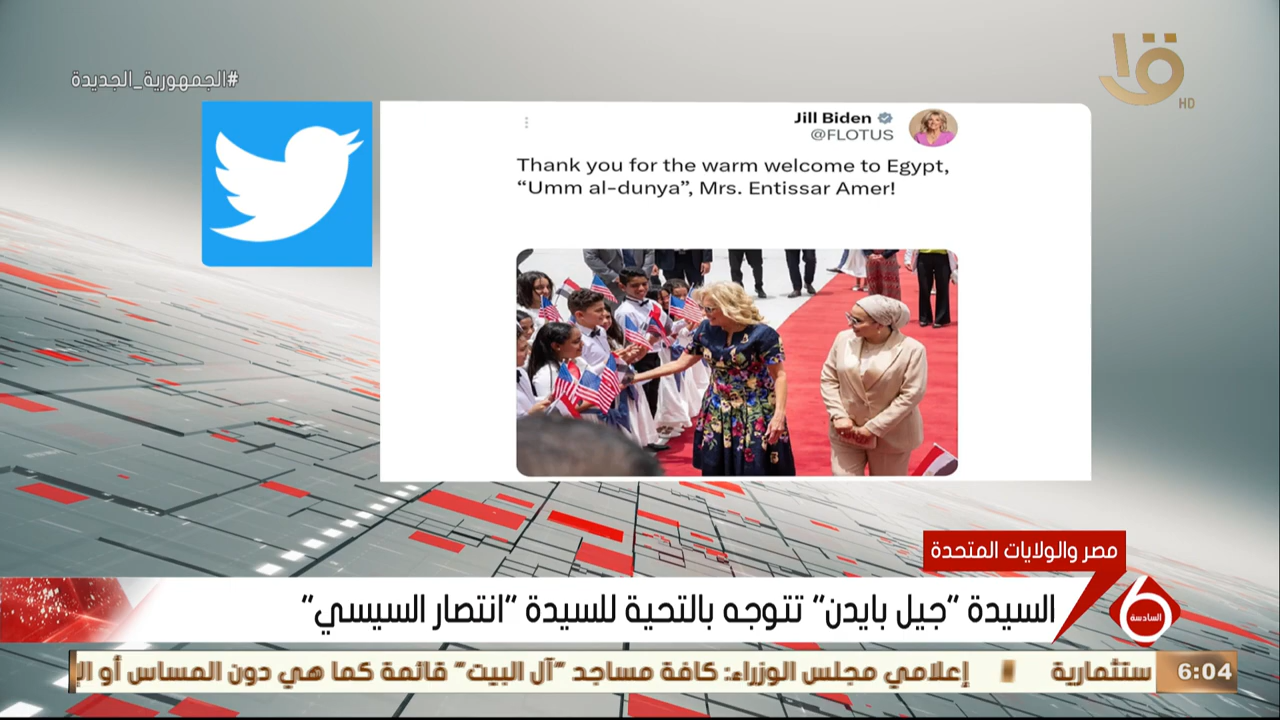 #الجمهورية_الجديدة
HD
Jill Biden
@FLOTUS
Thank you for the warm welcome to Egypt,
“Umm al-dunya”, Mrs. Entissar Amer!
مصر والولايات المتحدة
السيدة "جيل بايدن" تتوجه بالتحية للسيدة "انتصار السيسي"
السادسة
6:04
ستثمارية
إعلامي مجلس الوزراء: كافة مساجد "آل البيت" قائمة كما هي دون المساس أو ال